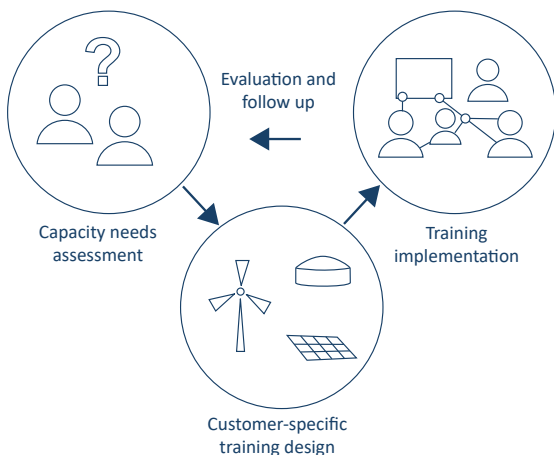 Evaluation and
follow up
Capacity needs
assessment
Training
implementation
Customer-specific
training design